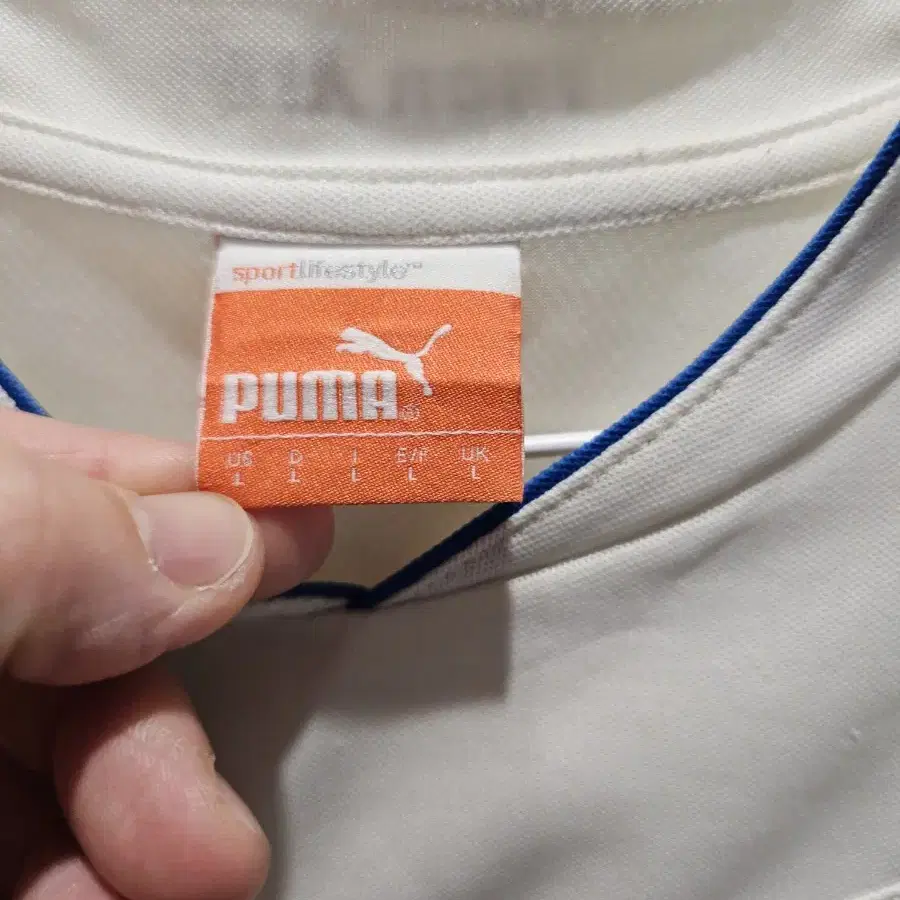 sportlifestyle™
PUMA®
US D I E/F UK
L L L L L